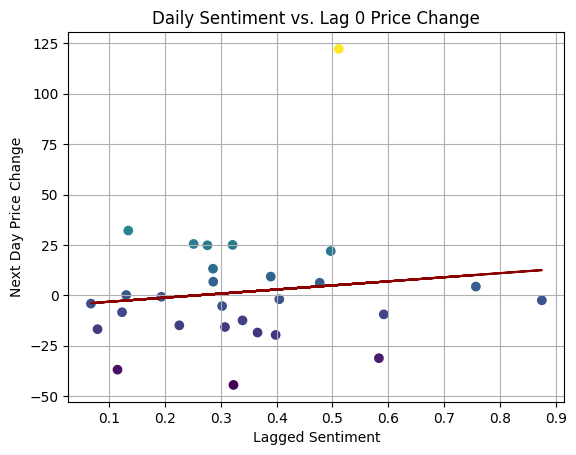 Daily Sentiment vs. Lag 0 Price Change
125
100
75
50
25
0
−25
−50
Next Day Price Change
0.1 0.2 0.3 0.4 0.5 0.6 0.7 0.8 0.9
Lagged Sentiment